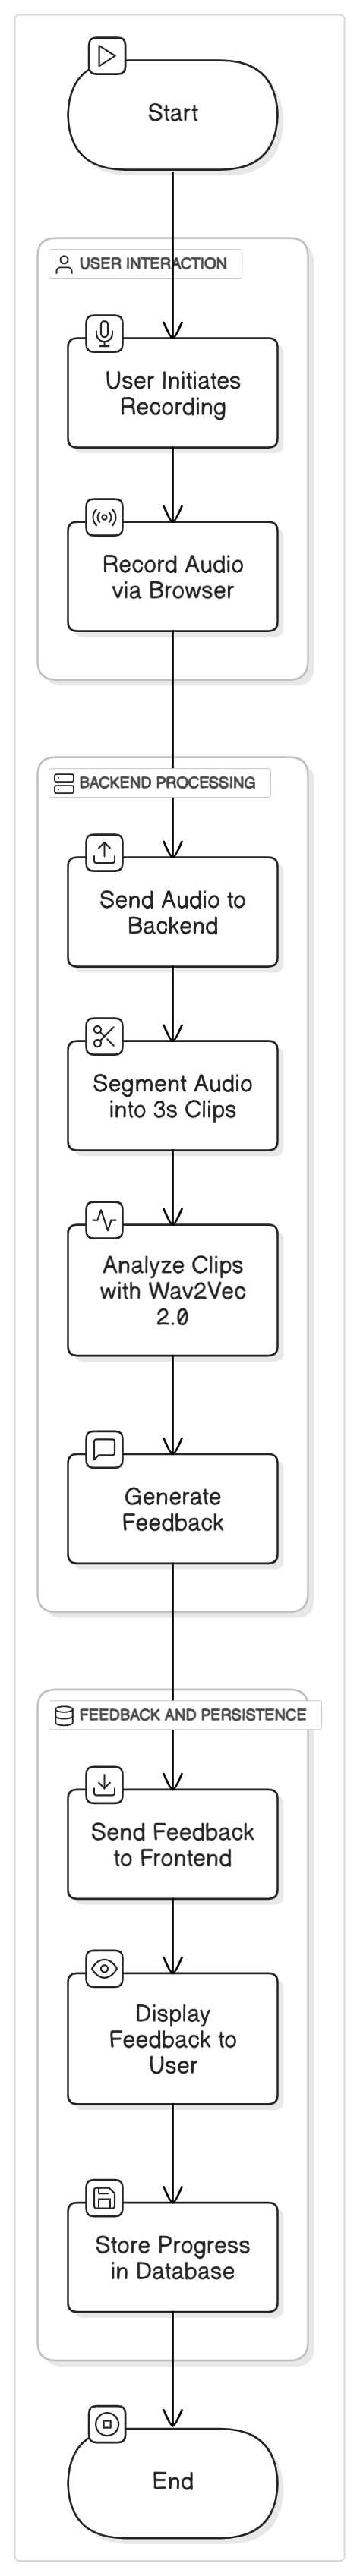 Start
USER INTERACTION
User Initiates
Recording
Record Audio
via Browser
BACKEND PROCESSING
Send Audio to
Backend
Segment Audio
into 3s Clips
Analyze Clips
with Wav2Vec
2.0
Generate
Feedback
FEEDBACK AND PERSISTENCE
Send Feedback
to Frontend
Display
Feedback to
User
Store Progress
in Database
End